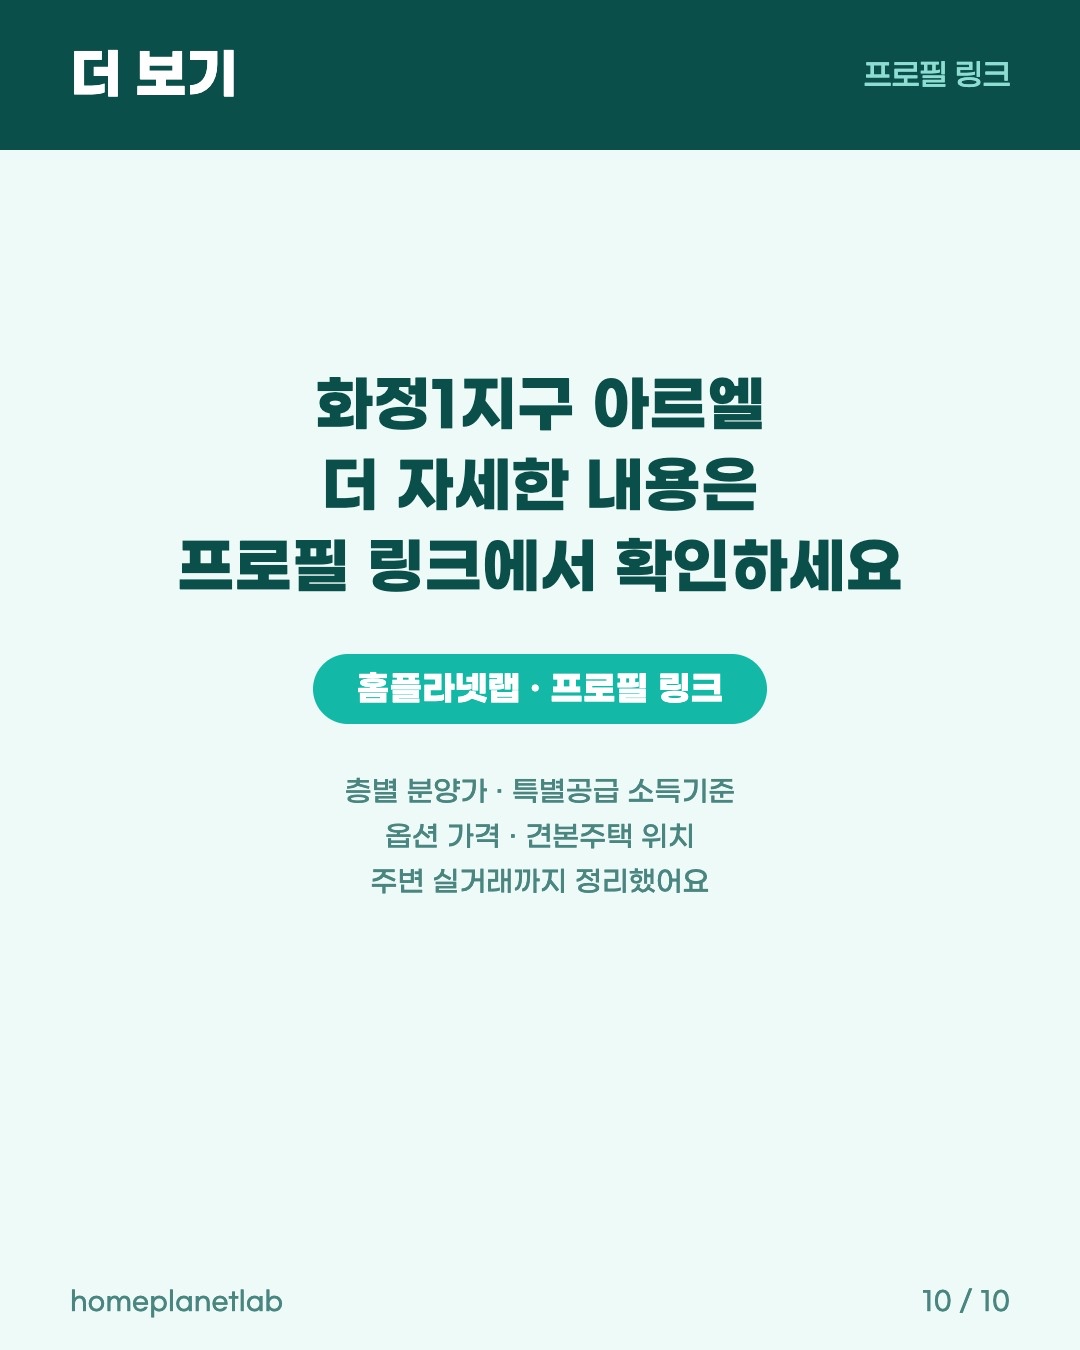 더 보기
프로필 링크
화정1지구 아르엘
더 자세한 내용은
프로필 링크에서 확인하세요
홈플라넷랩 · 프로필 링크
층별 분양가 · 특별공급 소득기준
옵션 가격 · 견본주택 위치
주변 실거래까지 정리했어요
homeplanetlab
10 / 10